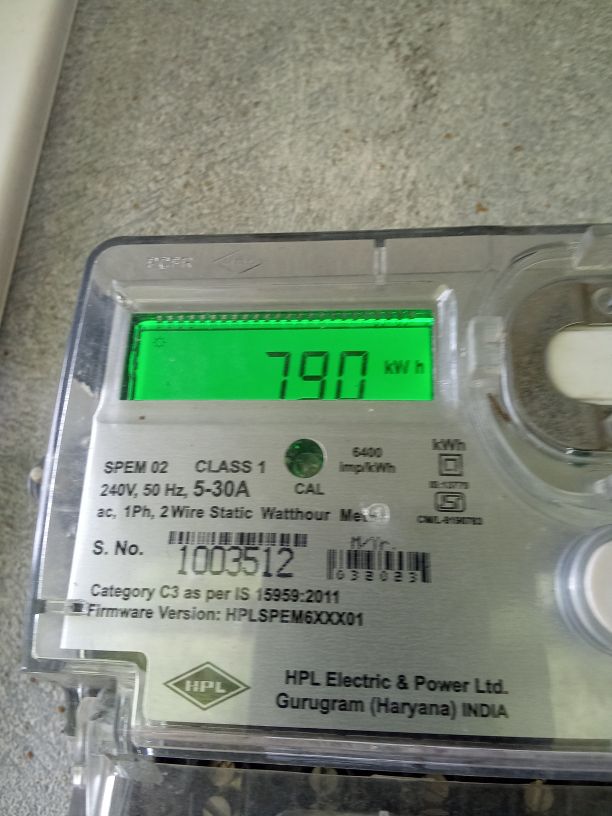 790 kWh
SPEM 02 CLASS 1
CAL
6400
imp/kWh
kWh
240V, 50 Hz, 5-30A
ac, 1Ph, 2 Wire Static Watthour
S. No. 1003512
M/Yr.
032023
Category C3 as per IS 15959:2011
Firmware Version: HPLSPEM6XXX01
HPL
HPL Electric & Power Ltd.
Gurugram (Haryana) INDIA